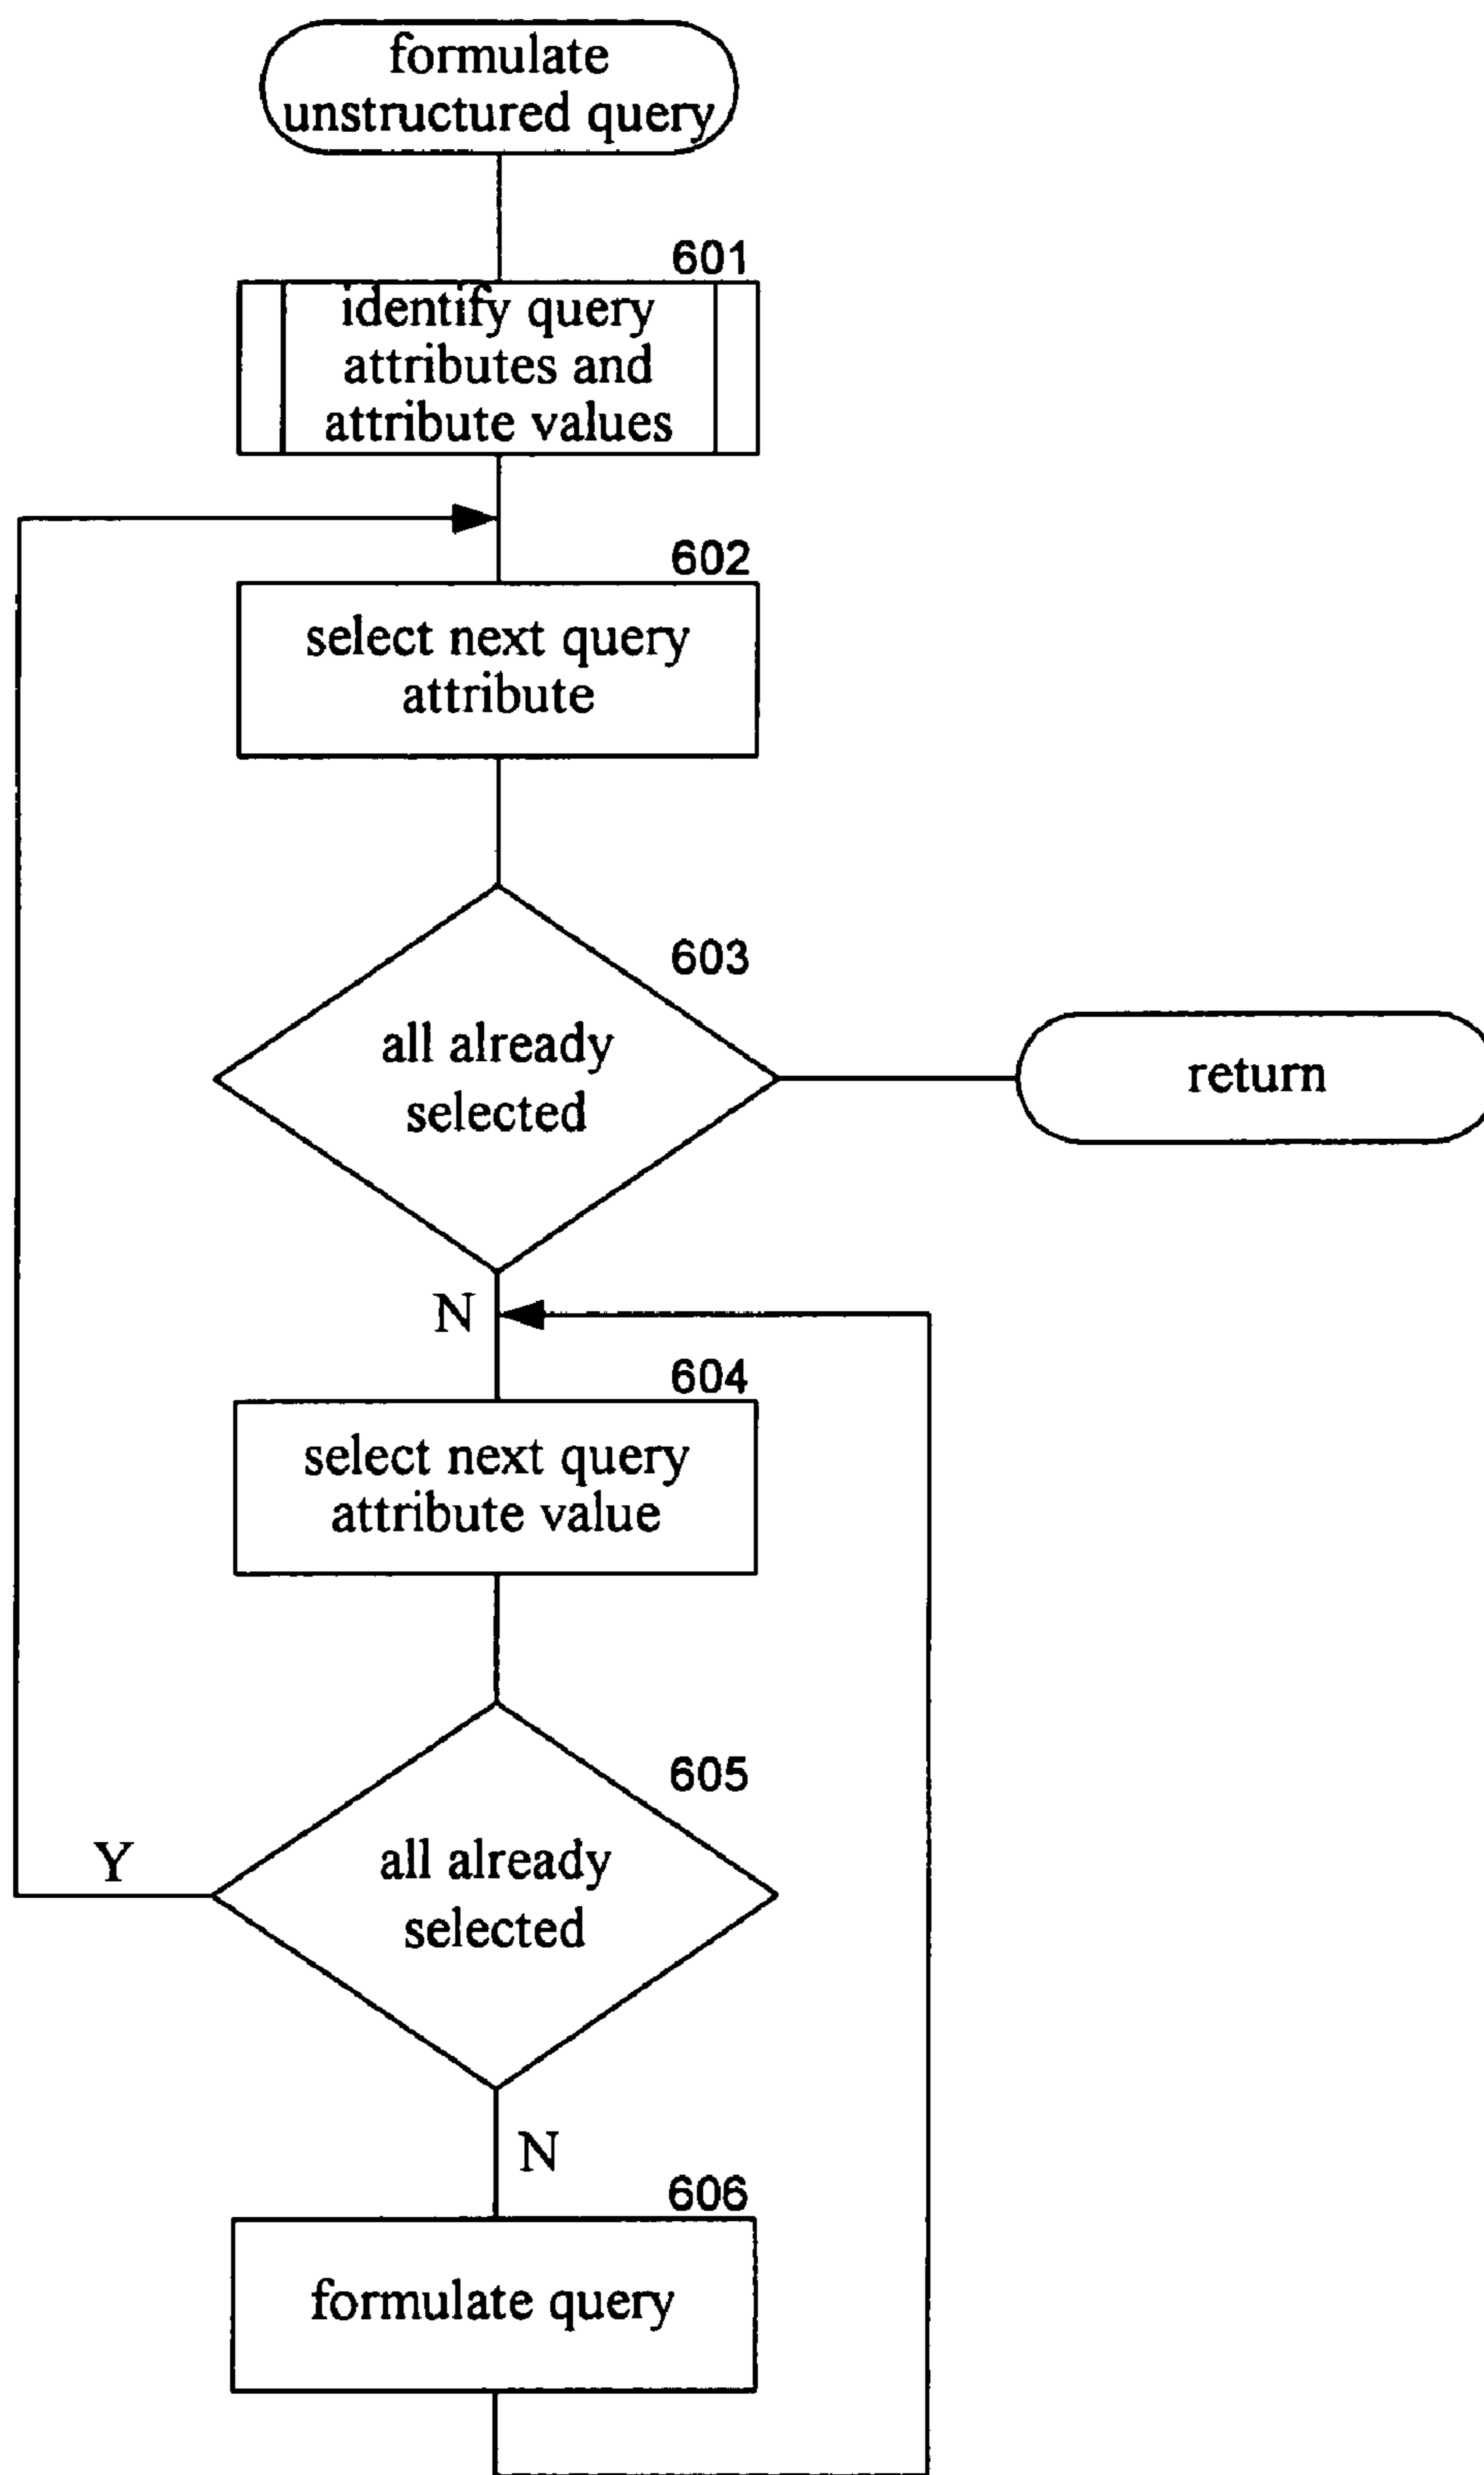 formulate
unstructured query
601
identify query
attributes and
attribute values
602
select next query
attribute
603
all already
selected
return
N
604
select next query
attribute value
605
all already
selected
Y
N
606
formulate query